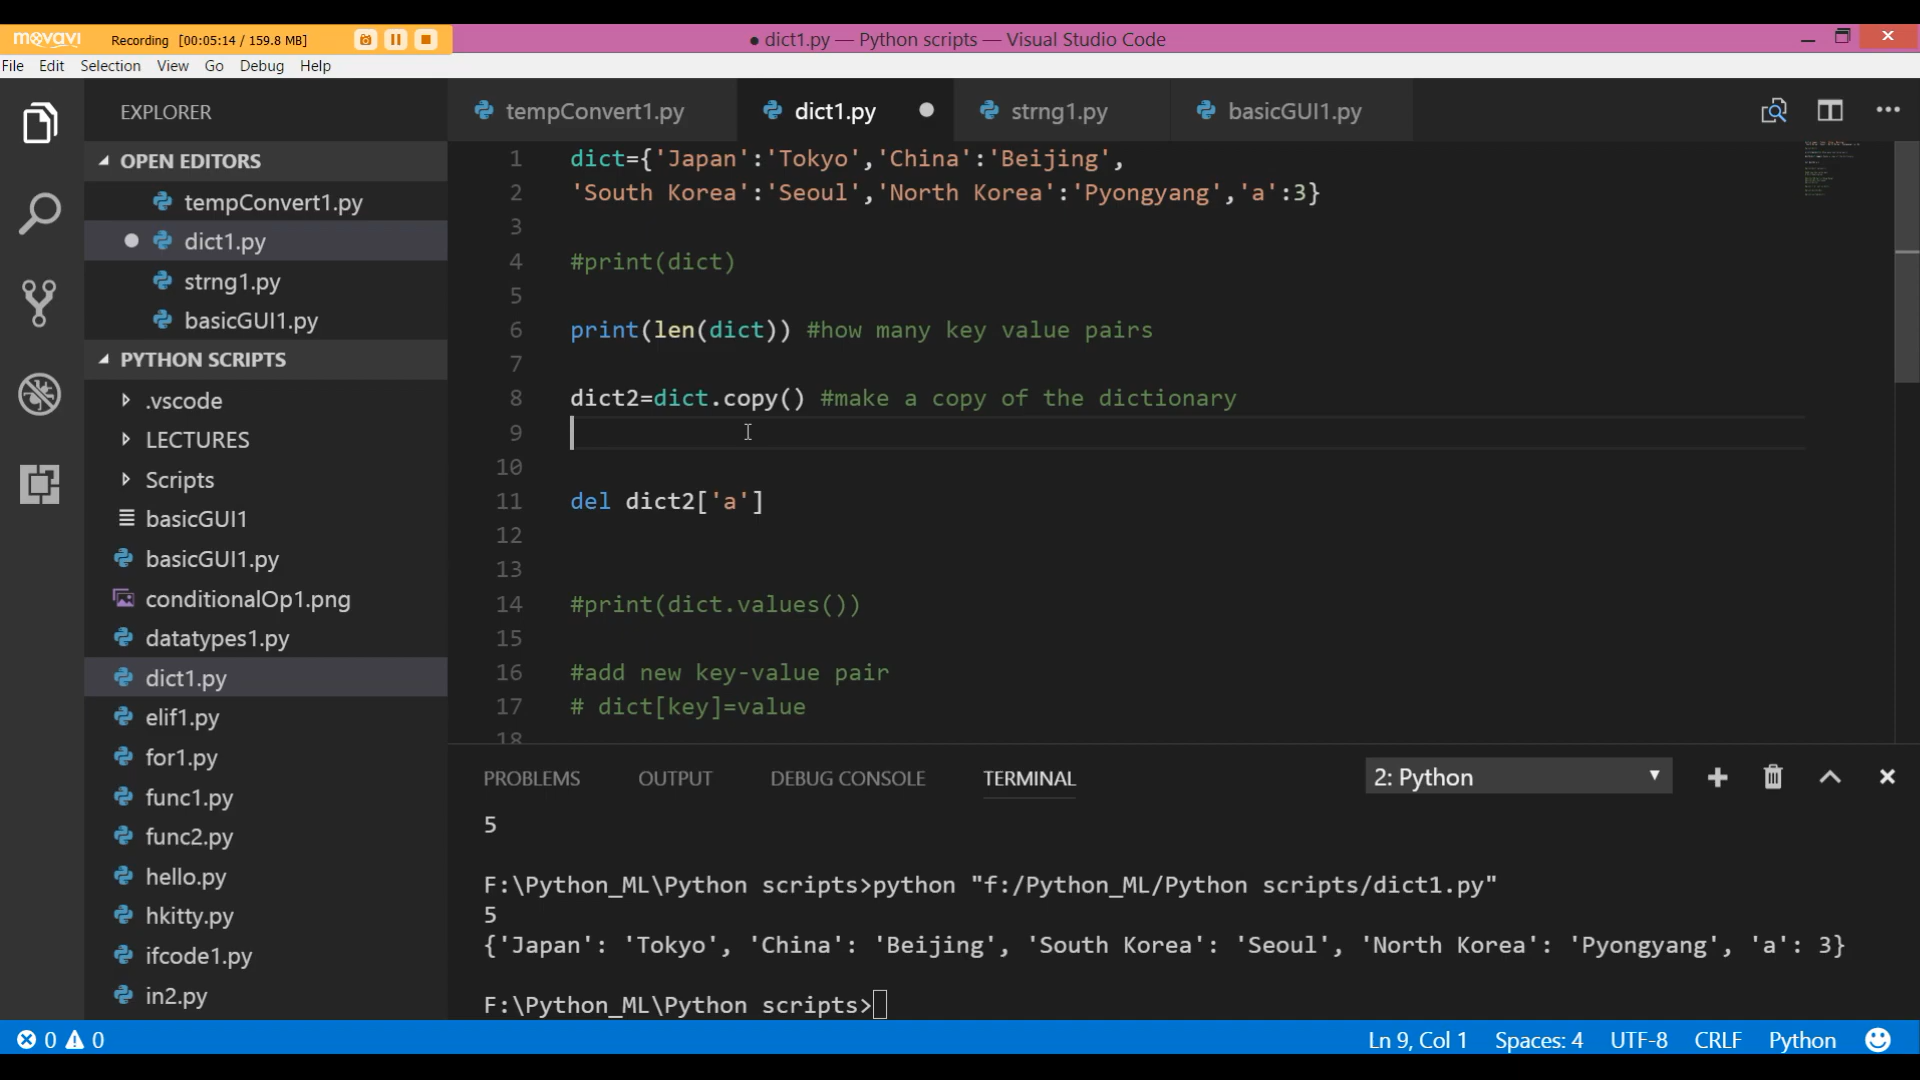 movavi Recording [00:05:14 / 159.8 MB]
● dict1.py — Python scripts — Visual Studio Code
File Edit Selection View Go Debug Help
EXPLORER
OPEN EDITORS
tempConvert1.py
dict1.py
strng1.py
basicGUI1.py
PYTHON SCRIPTS
.vscode
LECTURES
Scripts
basicGUI1
basicGUI1.py
conditionalOp1.png
datatypes1.py
dict1.py
elif1.py
for1.py
func1.py
func2.py
hello.py
hkitty.py
ifcode1.py
in2.py
tempConvert1.py dict1.py strng1.py basicGUI1.py
1 dict={'Japan':'Tokyo','China':'Beijing',
2 'South Korea':'Seoul','North Korea':'Pyongyang','a':3}
3
4 #print(dict)
5
6 print(len(dict)) #how many key value pairs
7
8 dict2=dict.copy() #make a copy of the dictionary
9
10
11 del dict2['a']
12
13
14 #print(dict.values())
15
16 #add new key-value pair
17 # dict[key]=value
18
PROBLEMS OUTPUT DEBUG CONSOLE TERMINAL 2: Python
5
F:\Python_ML\Python scripts>python "f:/Python_ML/Python scripts/dict1.py"
5
{'Japan': 'Tokyo', 'China': 'Beijing', 'South Korea': 'Seoul', 'North Korea': 'Pyongyang', 'a': 3}
F:\Python_ML\Python scripts>
0 0 Ln 9, Col 1 Spaces: 4 UTF-8 CRLF Python